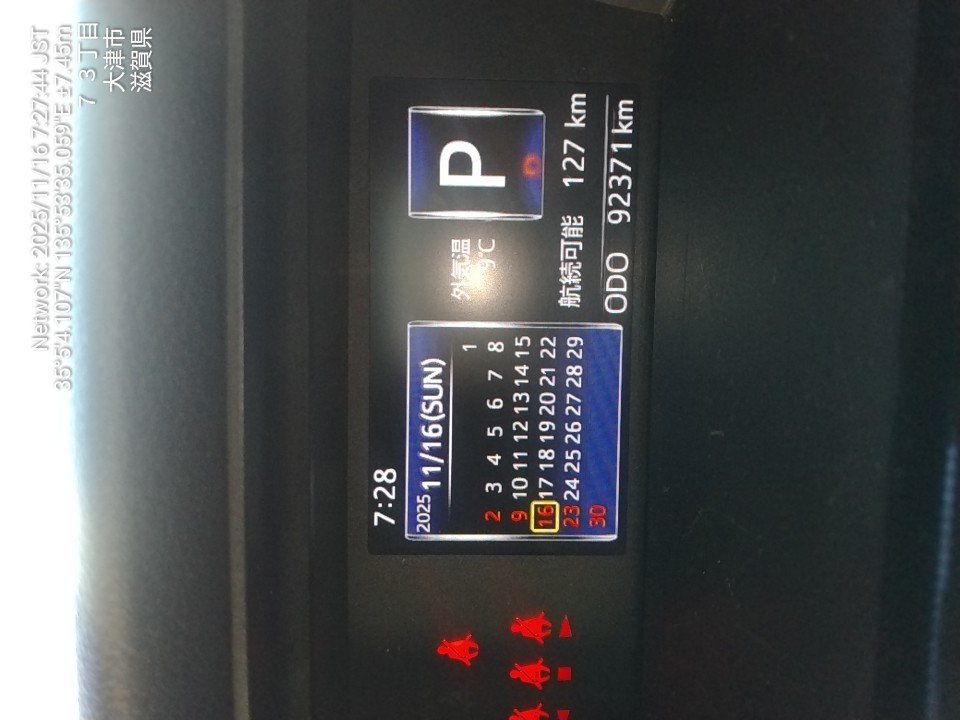 Network: 2025/11/16 7:27:44 JST
35°5'4.107"N 135°53'35.059"E ±7.45m
7 3丁目
大津市
滋賀県
7:28
2025 11/16(SUN)
1
2 3 4 5 6 7 8
9 10 11 12 13 14 15
16 17 18 19 20 21 22
23 24 25 26 27 28 29
30
外気温
9℃
P
航続可能 127 km
ODO 92371 km